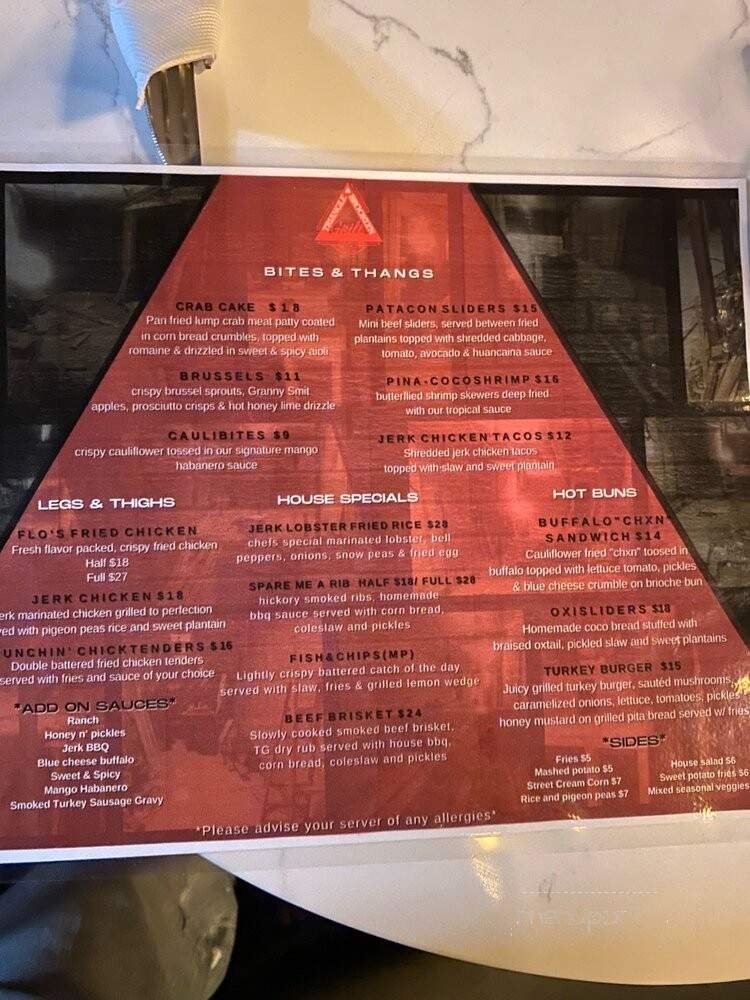 Grill
BITES & THANGS
CRAB CAKE $18
Pan fried lump crab meat patty coated
in corn bread crumbles, topped with
romaine & drizzled in sweet & spicy aioli
BRUSSELS $11
crispy brussel sprouts, Granny Smit
apples, prosciutto crisps & hot honey lime drizzle
CAULIBITES $9
crispy cauliflower tossed in our signature mango
habanero sauce
PATACON SLIDERS $15
Mini beef sliders, served between fried
plantains topped with shredded cabbage,
tomato, avocado & huancaina sauce
PINA-COCOSHRIMP $16
butterflied shrimp skewers deep fried
with our tropical sauce
JERK CHICKEN TACOS $12
Shredded jerk chicken tacos
topped with slaw and sweet plantain
LEGS & THIGHS
FLO'S FRIED CHICKEN
Fresh flavor packed, crispy fried chicken
Half $18
Full $27
JERK CHICKEN $18
erk marinated chicken grilled to perfection
ved with pigeon peas rice and sweet plantain
UNCHIN' CHICKTENDERS $16
Double battered fried chicken tenders
served with fries and sauce of your choice
*ADD ON SAUCES*
Ranch
Honey n' pickles
Jerk BBQ
Blue cheese buffalo
Sweet & Spicy
Mango Habanero
Smoked Turkey Sausage Gravy
HOUSE SPECIALS
JERK LOBSTER FRIED RICE $28
chefs special marinated lobster, bell
peppers, onions, snow peas & fried egg
SPARE ME A RIB HALF $18/ FULL $28
hickory smoked ribs, homemade
bbq sauce served with corn bread,
coleslaw and pickles
FISH&CHIPS(MP)
Lightly crispy battered catch of the day
served with slaw, fries & grilled lemon wedge
BEEF BRISKET $24
Slowly cooked smoked beef brisket,
TG dry rub served with house bbq,
corn bread, coleslaw and pickles
HOT BUNS
BUFFALO"CHXN"
SANDWICH $14
Cauliflower fried "chxn" toosed in
buffalo topped with lettuce tomato, pickles
& blue cheese crumble on brioche bun
OXISLIDERS $18
Homemade coco bread stuffed with
braised oxtail, pickled slaw and sweet plantains
TURKEY BURGER $15
Juicy grilled turkey burger, sautéd mushrooms,
caramelized onions, lettuce, tomatoes, pickles
honey mustard on grilled pita bread served w/ fries
*SIDES*
Fries $5
Mashed potato $5
Street Cream Corn $7
Rice and pigeon peas $7
House salad $6
Sweet potato fries $6
Mixed seasonal veggies
*Please advise your server of any allergies*